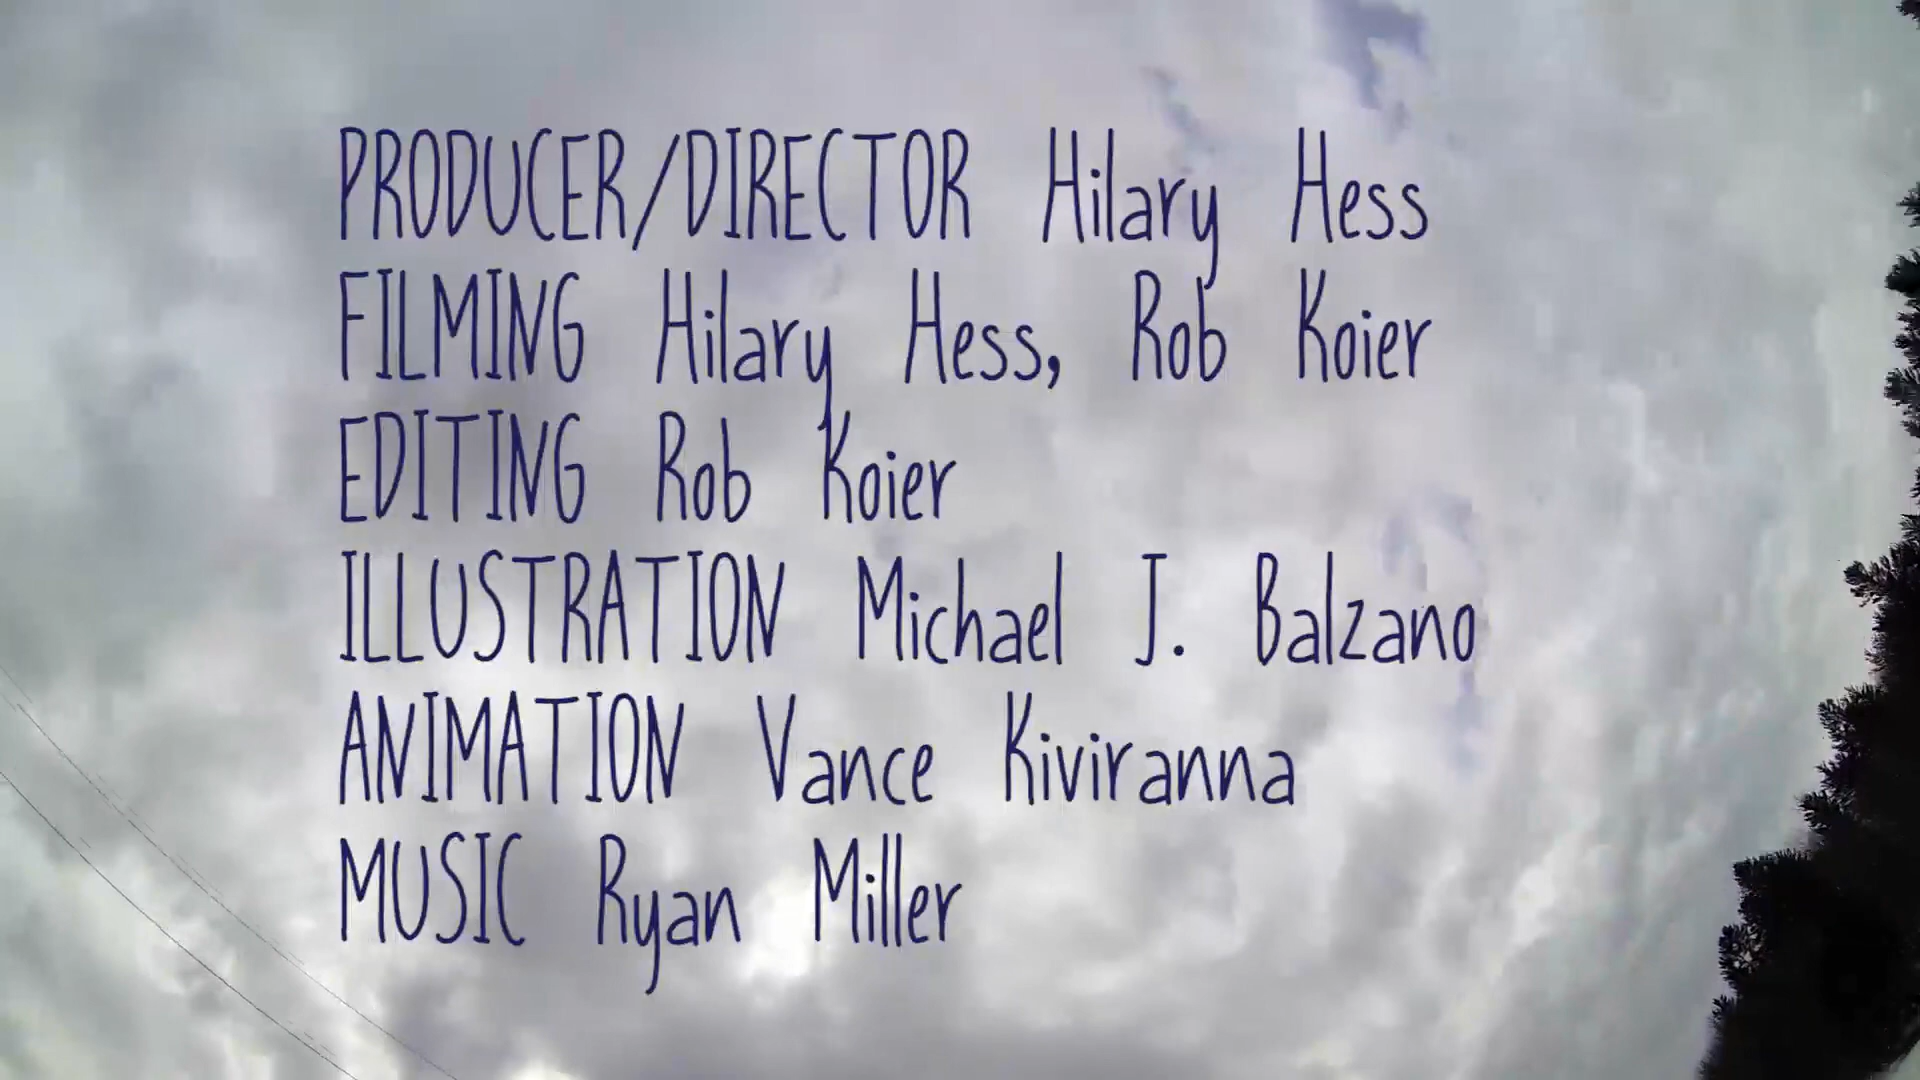 PRODUCER/DIRECTOR Hilary Hess
FILMING Hilary Hess, Rob Koier
EDITING Rob Koier
ILLUSTRATION Michael J. Balzano
ANIMATION Vance Kiviranna
MUSIC Ryan Miller